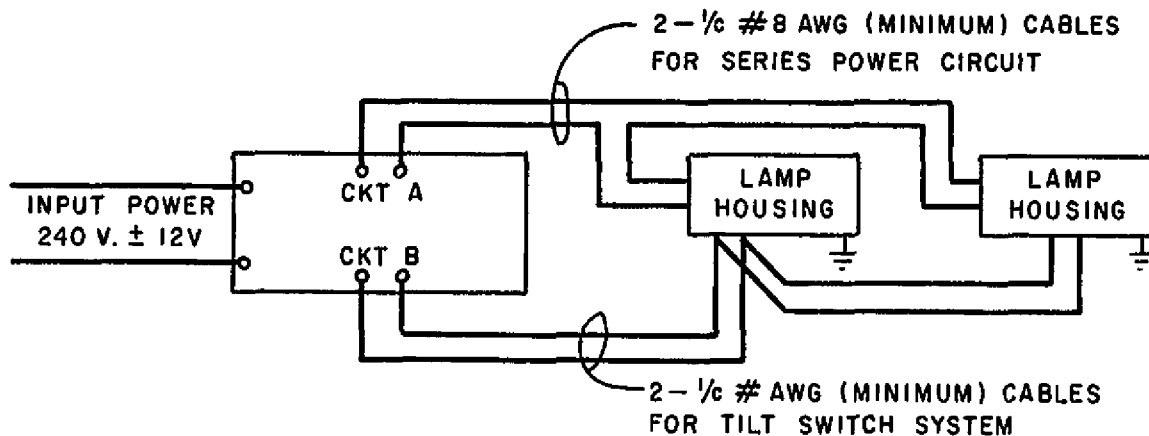 2 – 1/c #8 AWG (MINIMUM) CABLES
FOR SERIES POWER CIRCUIT
CKT A
INPUT POWER
240 V. ± 12V
CKT B
LAMP
HOUSING
LAMP
HOUSING
2 – 1/c # AWG (MINIMUM) CABLES
FOR TILT SWITCH SYSTEM